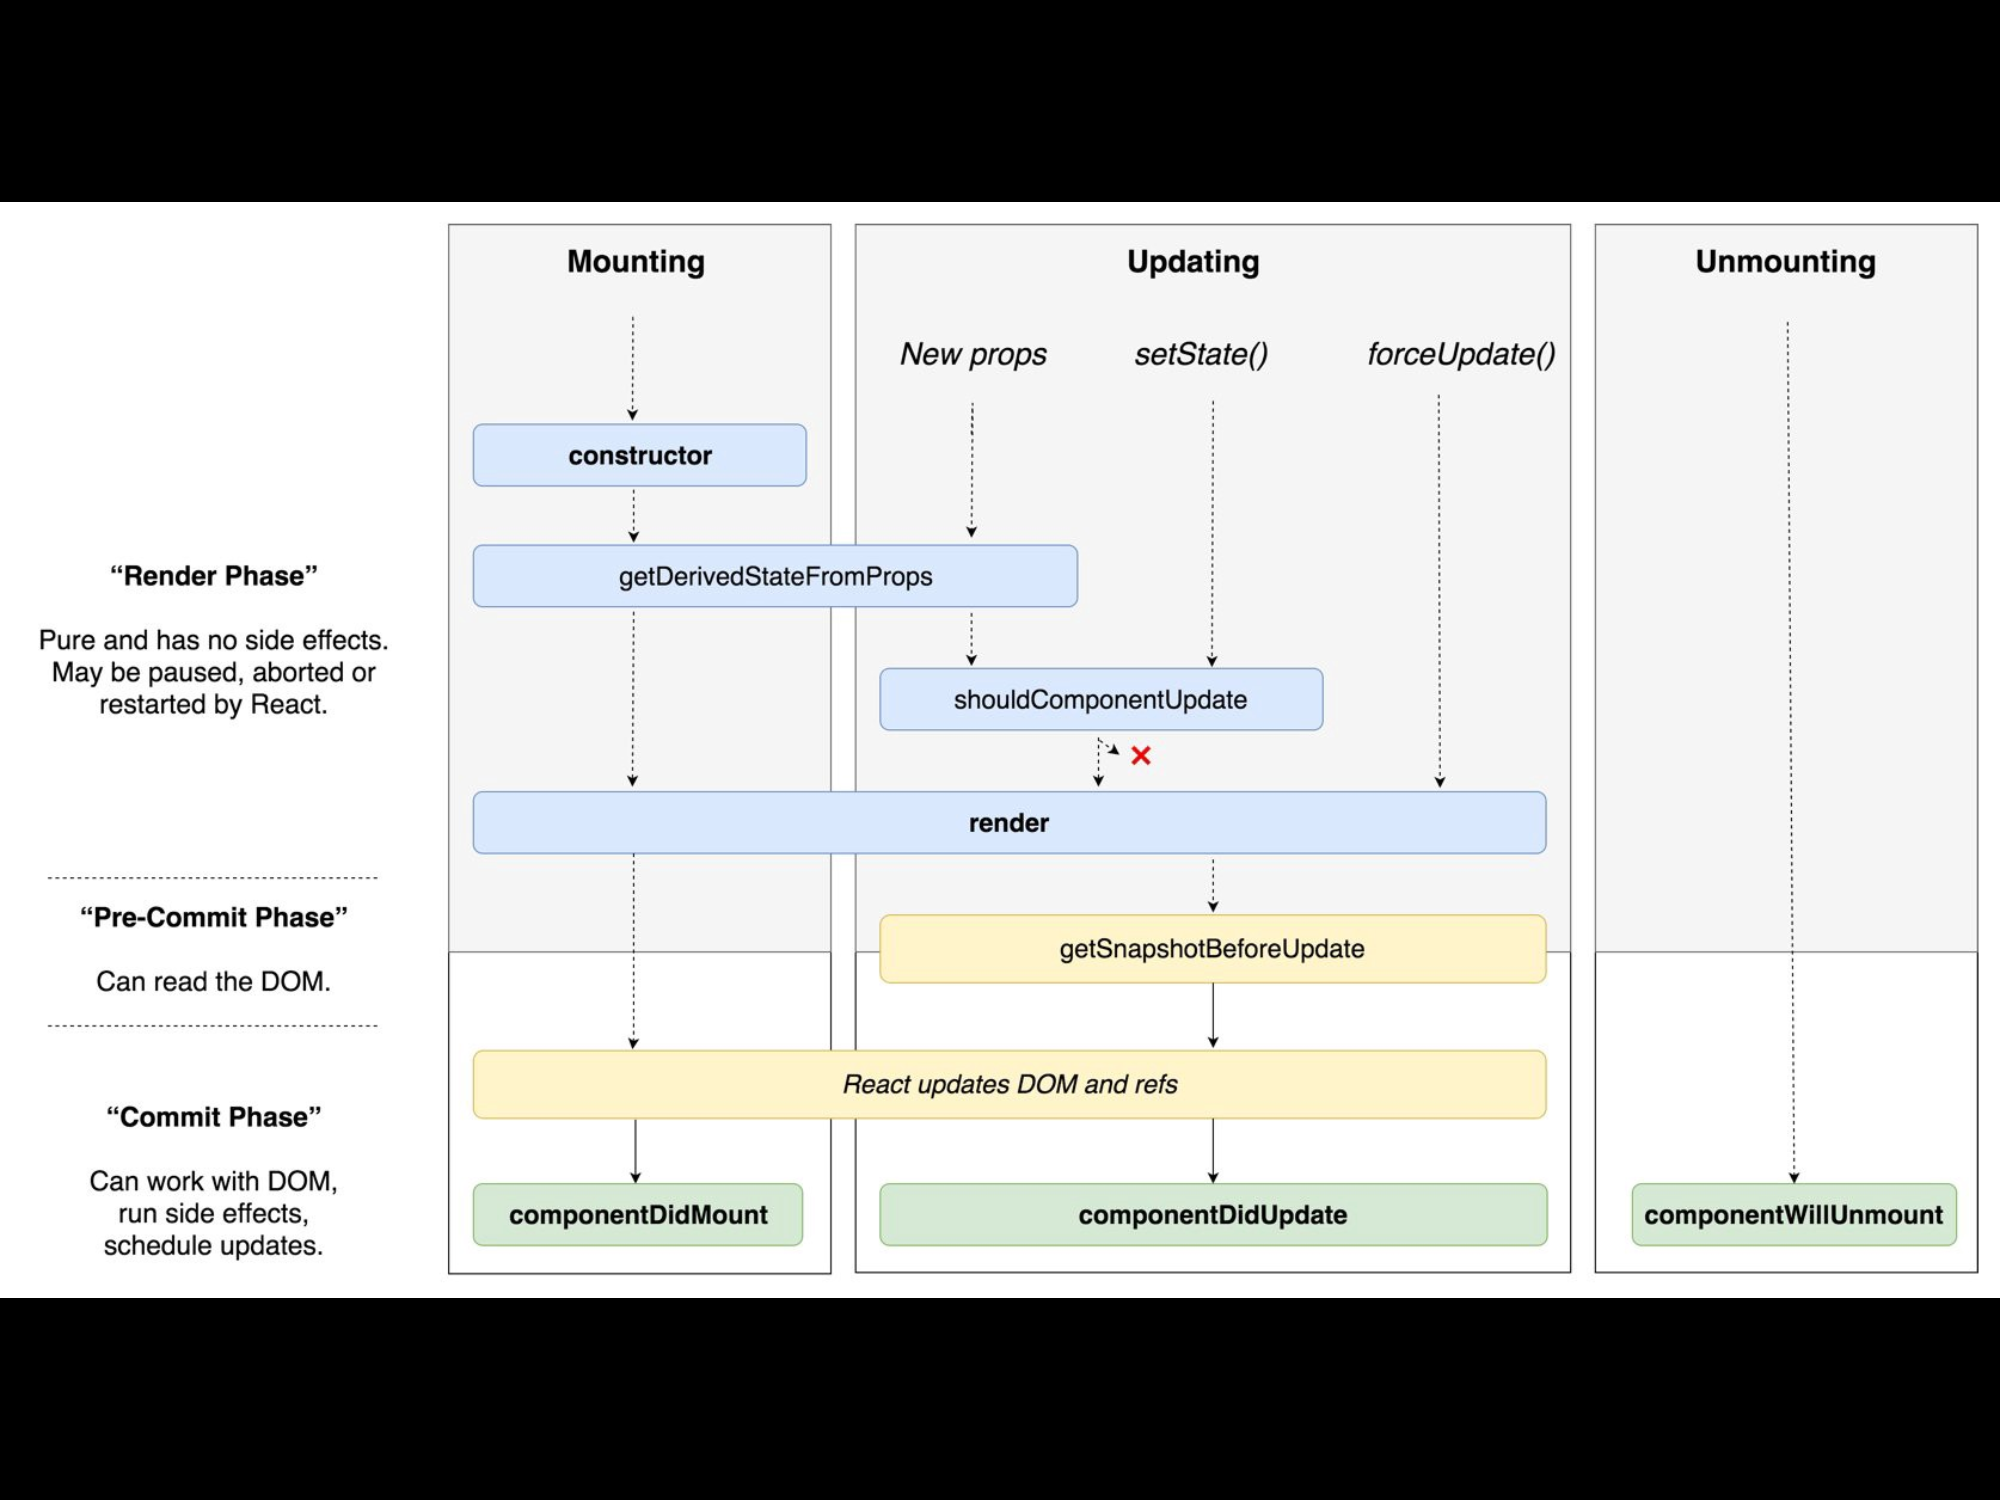 Mounting
Updating
Unmounting
New props
setState()
forceUpdate()
constructor
“Render Phase”
getDerivedStateFromProps
Pure and has no side effects.
May be paused, aborted or
restarted by React.
shouldComponentUpdate
render
“Pre-Commit Phase”
getSnapshotBeforeUpdate
Can read the DOM.
React updates DOM and refs
“Commit Phase”
Can work with DOM,
run side effects,
schedule updates.
componentDidMount
componentDidUpdate
componentWillUnmount